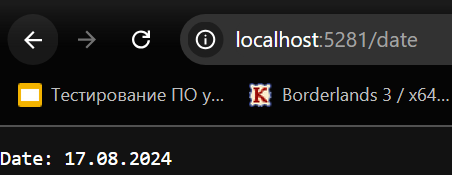 localhost:5281/date
Тестирование ПО у...
Borderlands 3 / x64...
Date: 17.08.2024